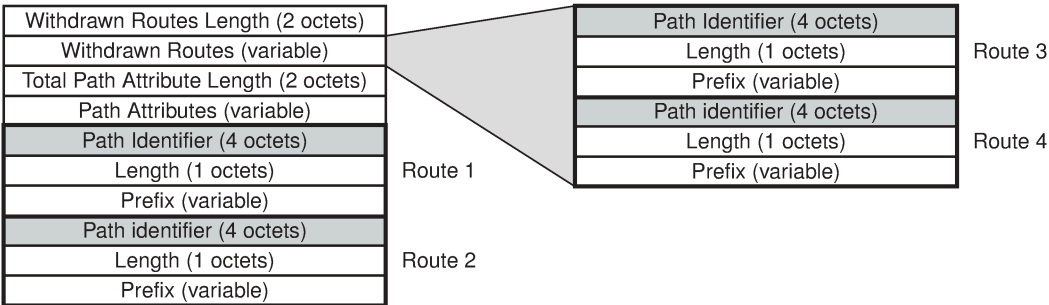 Withdrawn Routes Length (2 octets)
Withdrawn Routes (variable)
Total Path Attribute Length (2 octets)
Path Attributes (variable)
Path Identifier (4 octets)
Length (1 octets)
Prefix (variable)
Route 1
Path identifier (4 octets)
Length (1 octets)
Prefix (variable)
Route 2
Path Identifier (4 octets)
Length (1 octets)
Prefix (variable)
Route 3
Path identifier (4 octets)
Length (1 octets)
Prefix (variable)
Route 4